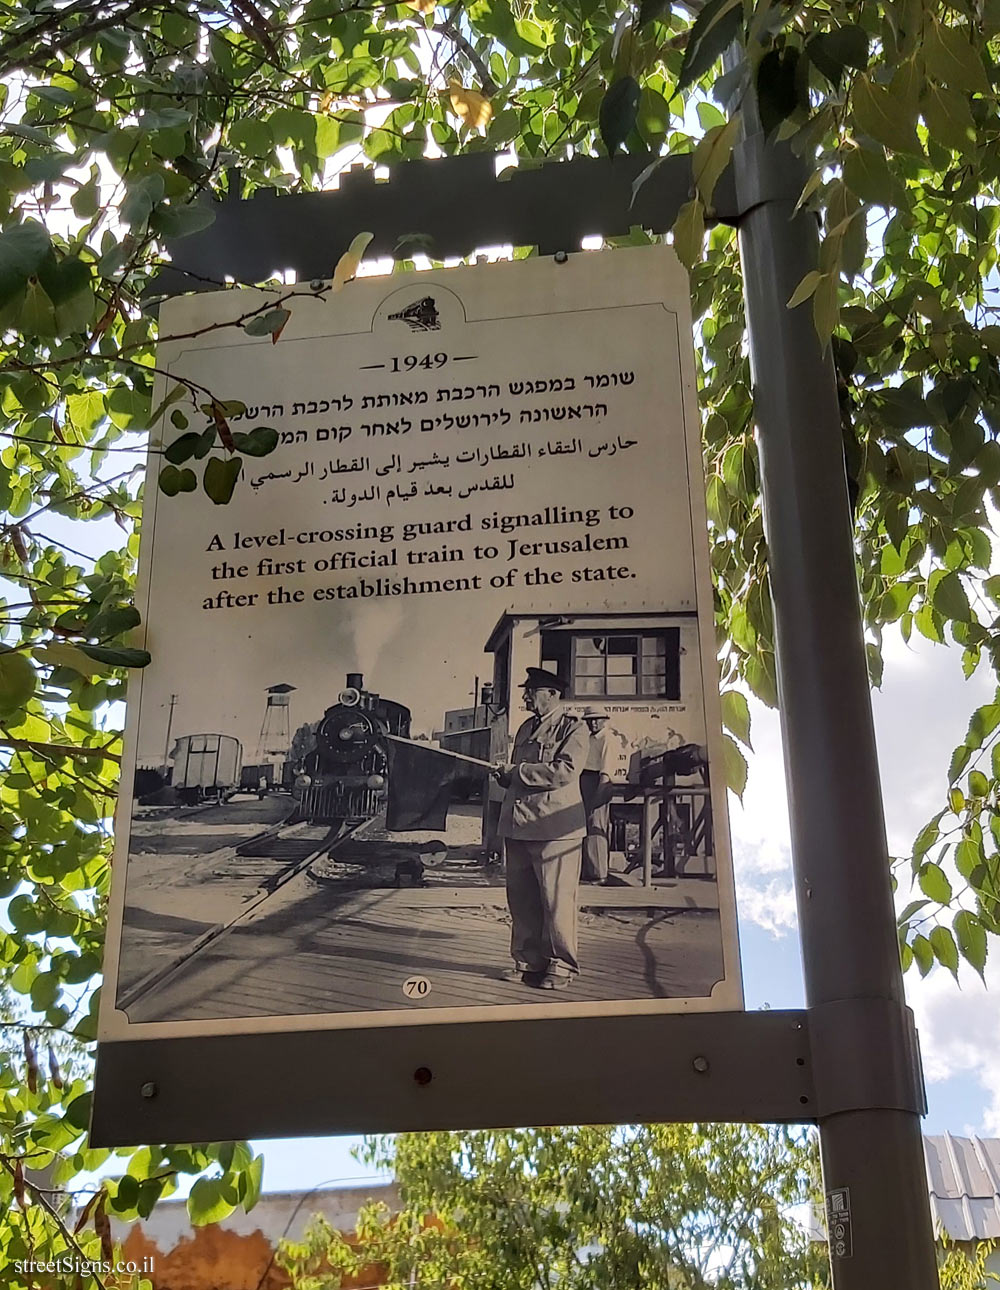 —1949—
שומר במפגש הרכבת מאותת לרכבת
הראשונה לירושלים לאחר קום
حارس التقاء القطارات يشير إلى القطار الرسمي
للقدس بعد قيام الدولة.
A level-crossing guard signalling to
the first official train to Jerusalem
after the establishment of the state.
70
streetSigns.co.il